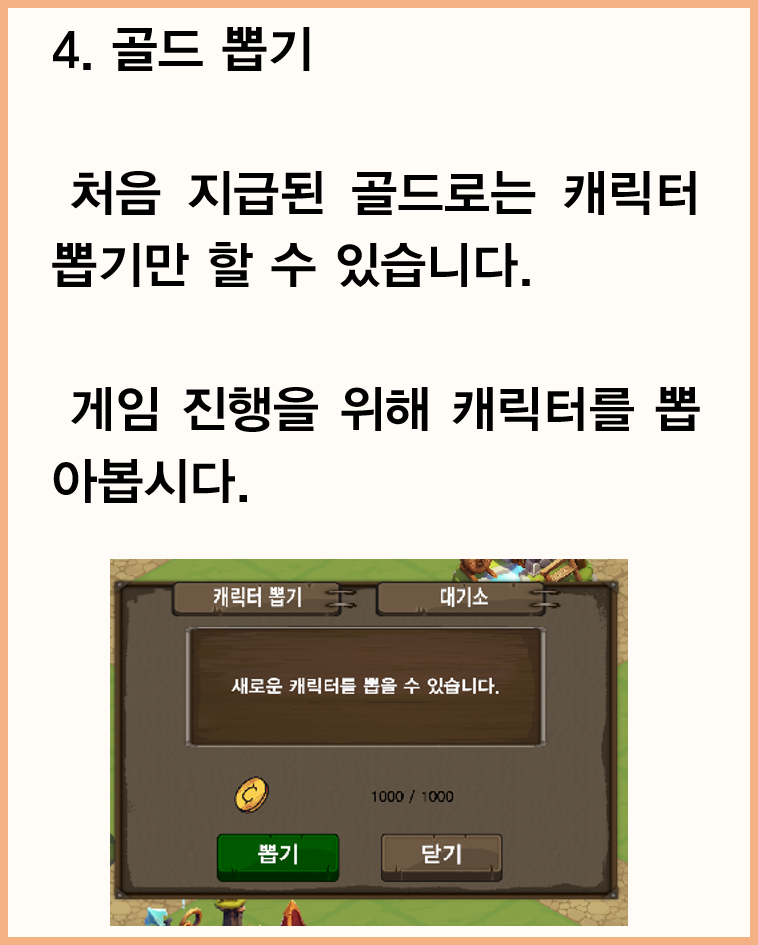 4. 골드 뽑기
처음 지급된 골드로는 캐릭터
뽑기만 할 수 있습니다.
게임 진행을 위해 캐릭터를 뽑
아봅시다.
캐릭터 뽑기
대기소
새로운 캐릭터를 뽑을 수 있습니다.
1000 / 1000
뽑기
닫기